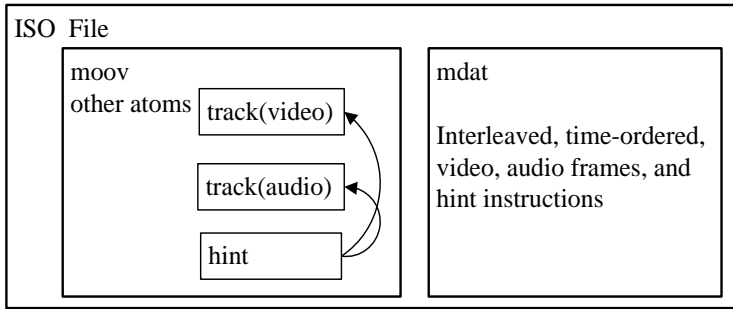 ISO File
moov
other atoms
track(video)
track(audio)
hint
mdat
Interleaved, time-ordered,
video, audio frames, and
hint instructions